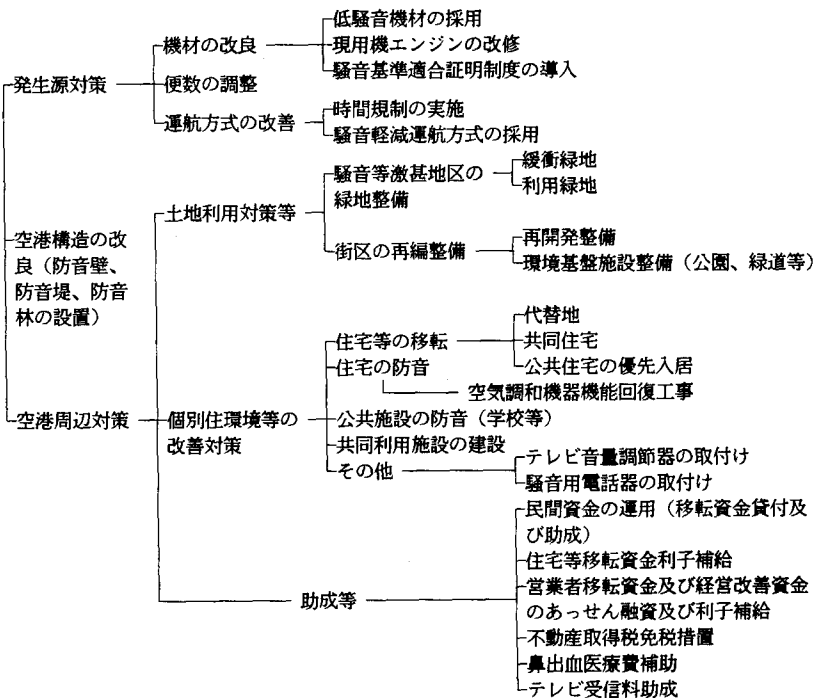 低騒音機材の採用
機材の改良
現用機エンジンの改修
騒音基準適合証明制度の導入
発生源対策
便数の調整
運航方式の改善
時間規制の実施
騒音軽減運航方式の採用
空港構造の改
良（防音壁、
防音堤、防音
林の設置）
空港周辺対策
土地利用対策等
騒音等激甚地区の
緑地整備
緩衝緑地
利用緑地
街区の再編整備
再開発整備
環境基盤施設整備（公園、緑道等）
個別住環境等の
改善対策
住宅等の移転
代替地
共同住宅
公共住宅の優先入居
住宅の防音
空気調和機器機能回復工事
公共施設の防音（学校等）
共同利用施設の建設
その他
テレビ音量調節器の取付け
騒音用電話器の取付け
助成等
民間資金の運用（移転資金貸付及
び助成）
住宅等移転資金利子補給
営業者移転資金及び経営改善資金
のあっせん融資及び利子補給
不動産取得税免税措置
鼻出血医療費補助
テレビ受信料助成